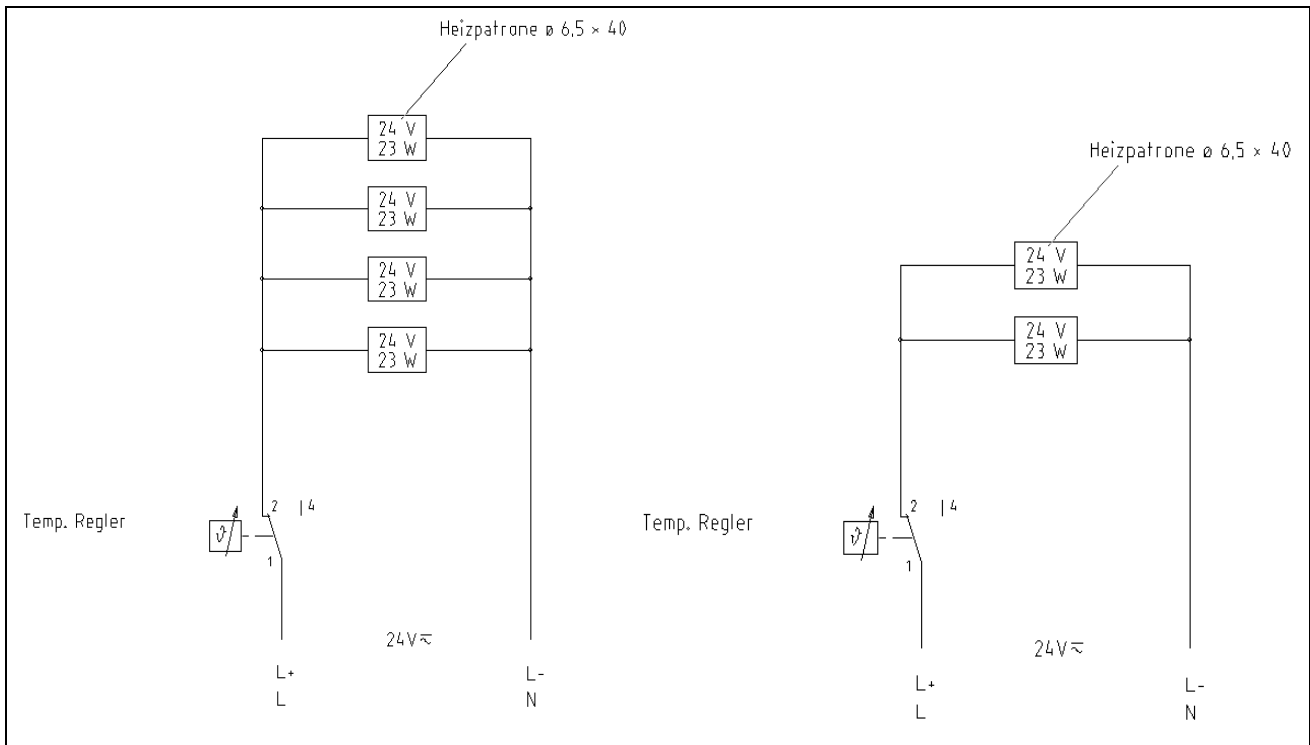 Heizpatrone ø 6,5 × 40
24 V
23 W
24 V
23 W
24 V
23 W
24 V
23 W
2 | 4
Temp. Regler
ϑ
1
24V ⏦
L+
L-
L
N
Heizpatrone ø 6,5 × 40
24 V
23 W
24 V
23 W
2 | 4
Temp. Regler
ϑ
1
24V ⏦
L+
L-
L
N